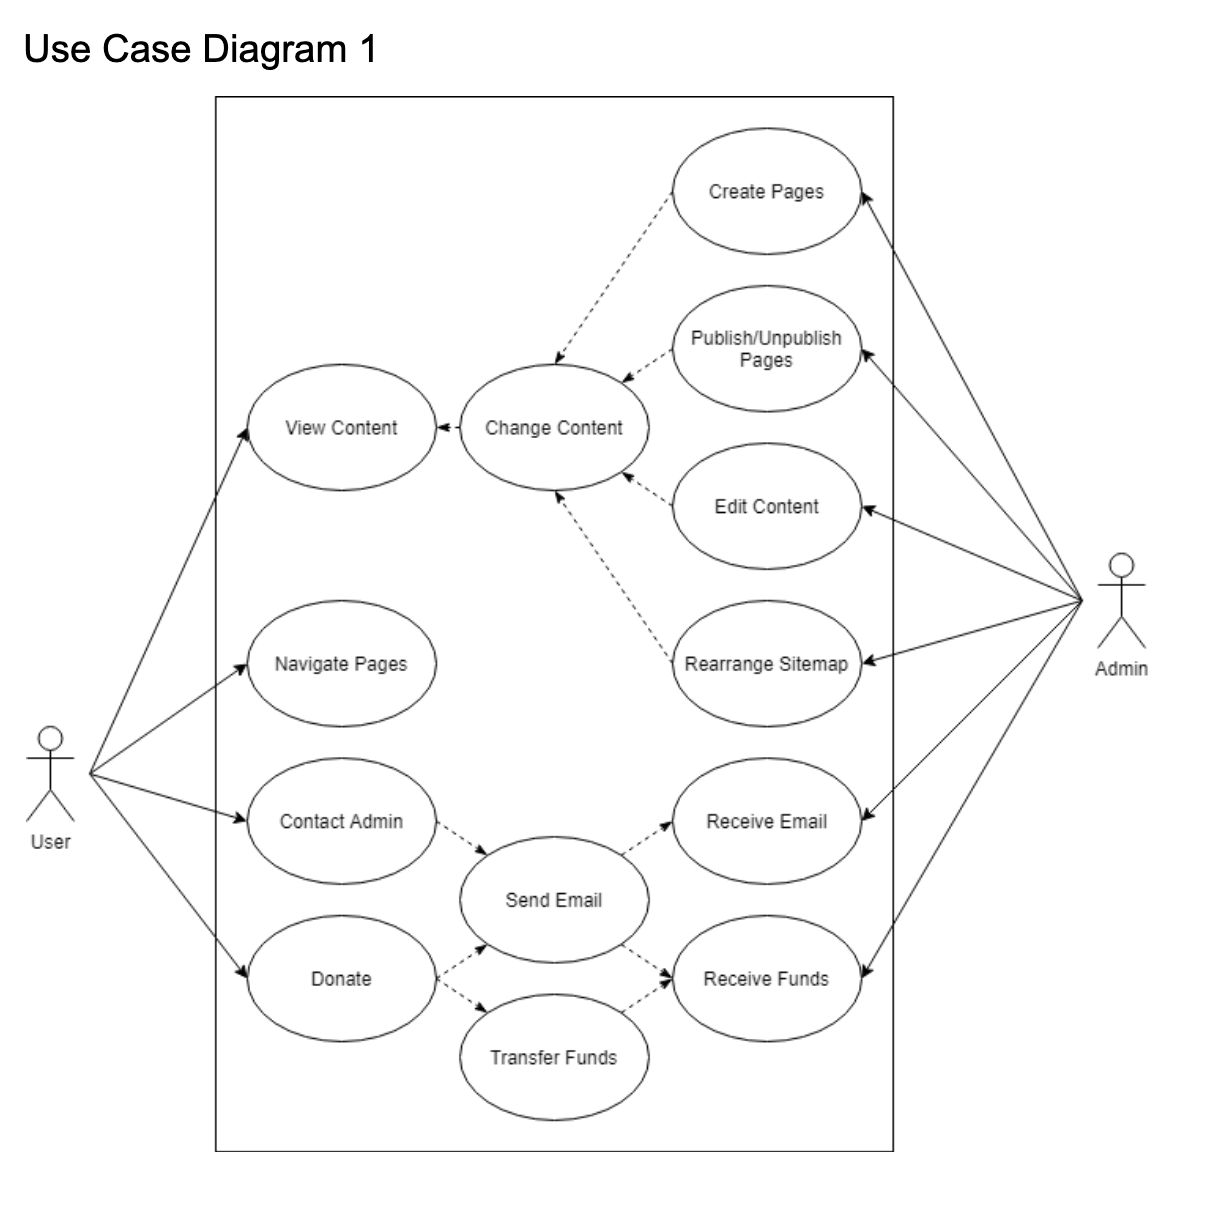 Use Case Diagram 1
Create Pages
Publish/Unpublish
Pages
View Content
Change Content
Edit Content
Navigate Pages
Rearrange Sitemap
Admin
User
Contact Admin
Receive Email
Send Email
Donate
Receive Funds
Transfer Funds